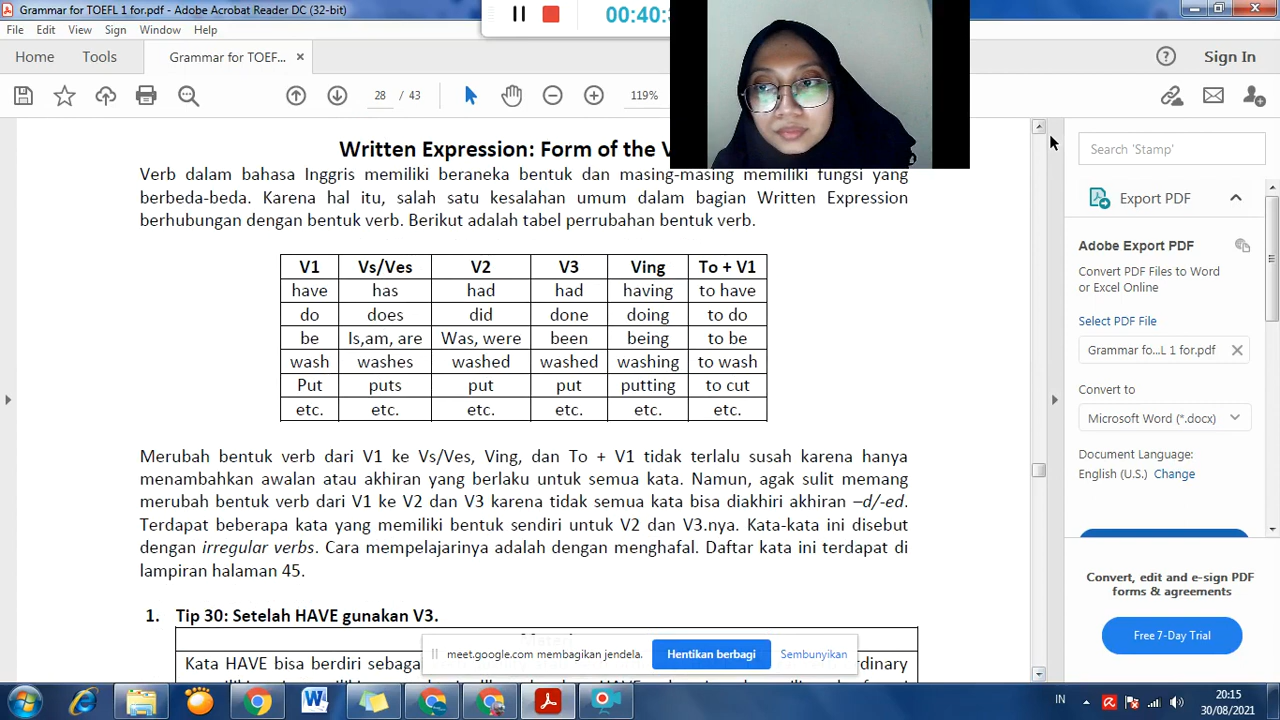 Grammar for TOEFL 1 for.pdf - Adobe Acrobat Reader DC (32-bit)
00:40:
File Edit View Sign Window Help
Home Tools Grammar for TOEF... × Sign In
28 / 43 119%
Written Expression: Form of the V
Verb dalam bahasa Inggris memiliki beraneka bentuk dan masing-masing memiliki fungsi yang
berbeda-beda. Karena hal itu, salah satu kesalahan umum dalam bagian Written Expression
berhubungan dengan bentuk verb. Berikut adalah tabel perrubahan bentuk verb.
V1 Vs/Ves V2 V3 Ving To + V1
have has had had having to have
do does did done doing to do
be Is,am, are Was, were been being to be
wash washes washed washed washing to wash
Put puts put put putting to cut
etc. etc. etc. etc. etc. etc.
Merubah bentuk verb dari V1 ke Vs/Ves, Ving, dan To + V1 tidak terlalu susah karena hanya
menambahkan awalan atau akhiran yang berlaku untuk semua kata. Namun, agak sulit memang
merubah bentuk verb dari V1 ke V2 dan V3 karena tidak semua kata bisa diakhiri akhiran –d/-ed.
Terdapat beberapa kata yang memiliki bentuk sendiri untuk V2 dan V3.nya. Kata-kata ini disebut
dengan irregular verbs. Cara mempelajarinya adalah dengan menghafal. Daftar kata ini terdapat di
lampiran halaman 45.
1. Tip 30: Setelah HAVE gunakan V3.
Kata HAVE bisa berdiri sebaga
rdinary
meet.google.com membagikan jendela. Hentikan berbagi Sembunyikan
Search 'Stamp'
Export PDF
Adobe Export PDF
Convert PDF Files to Word
or Excel Online
Select PDF File
Grammar fo...L 1 for.pdf
Convert to
Microsoft Word (*.docx)
Document Language:
English (U.S.) Change
Convert, edit and e-sign PDF
forms & agreements
Free 7-Day Trial
IN
20:15
30/08/2021